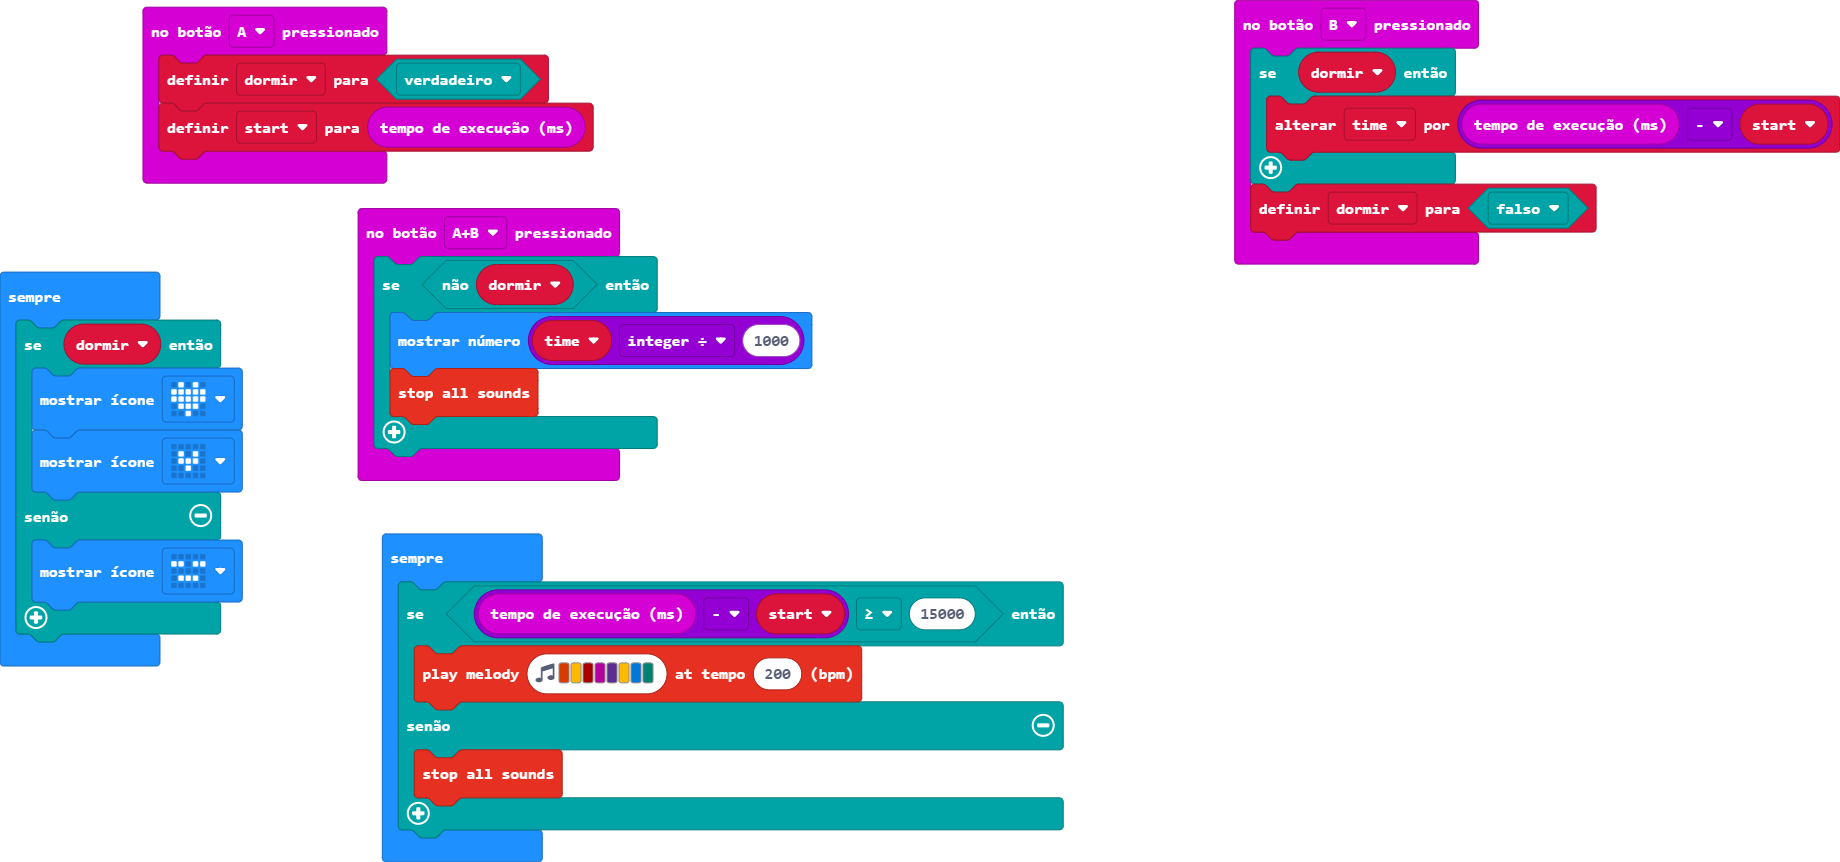 no botão A pressionado
definir dormir para verdadeiro
definir start para tempo de execução (ms)
no botão B pressionado
se dormir então
alterar time por tempo de execução (ms) - start
definir dormir para falso
no botão A+B pressionado
se não dormir então
mostrar número time integer ÷ 1000
stop all sounds
sempre
se dormir então
mostrar ícone
mostrar ícone
senão
mostrar ícone
sempre
se tempo de execução (ms) - start ≥ 15000 então
play melody at tempo 200 (bpm)
senão
stop all sounds